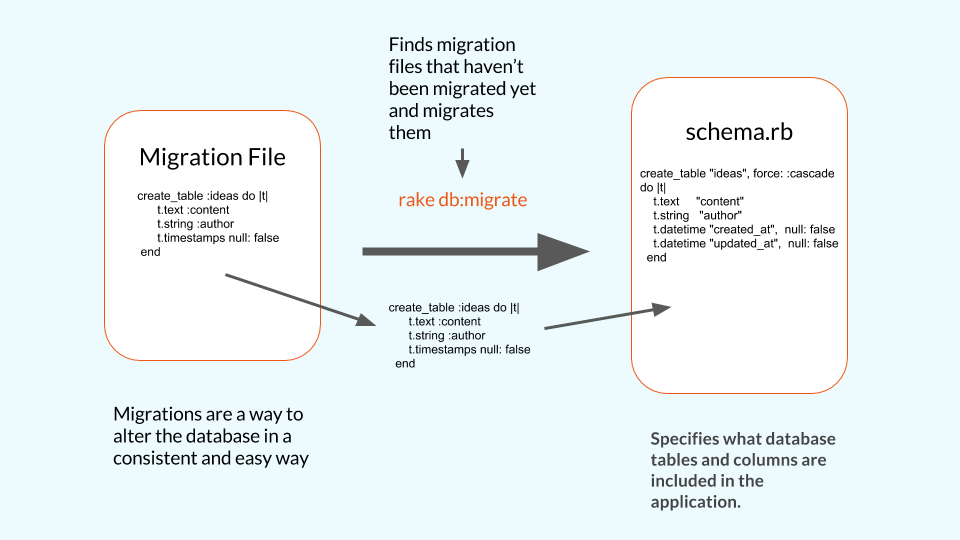 Finds migration
files that haven't
been migrated yet
and migrates
them
rake db:migrate
Migration File
create_table :ideas do |t|
t.text :content
t.string :author
t.timestamps null: false
end
create_table :ideas do |t|
t.text :content
t.string :author
t.timestamps null: false
end
schema.rb
create_table "ideas", force: :cascade
do |t|
t.text "content"
t.string "author"
t.datetime "created_at", null: false
t.datetime "updated_at", null: false
end
Migrations are a way to
alter the database in a
consistent and easy way
Specifies what database
tables and columns are
included in the
application.